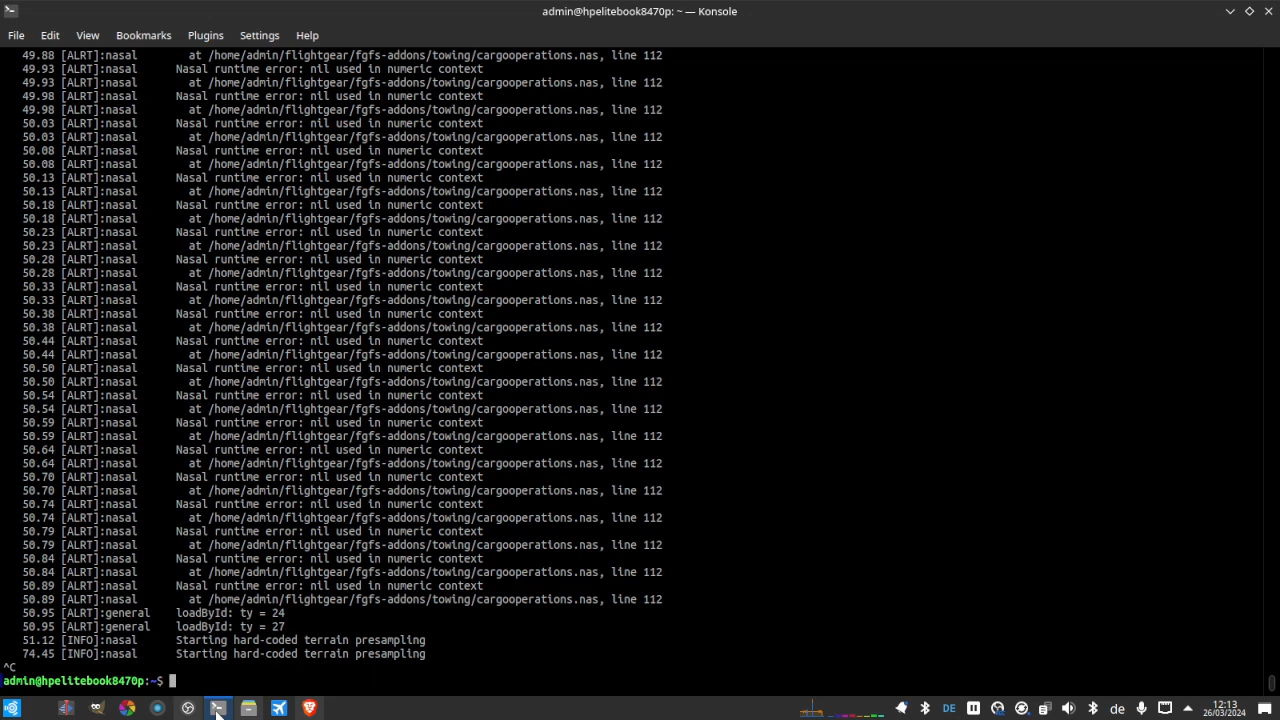 admin@hpelitebook8470p: ~ — Konsole
File Edit View Bookmarks Plugins Settings Help
49.88 [ALRT]:nasal at /home/admin/flightgear/fgfs-addons/towing/cargooperations.nas, line 112
49.93 [ALRT]:nasal Nasal runtime error: nil used in numeric context
49.93 [ALRT]:nasal at /home/admin/flightgear/fgfs-addons/towing/cargooperations.nas, line 112
49.98 [ALRT]:nasal Nasal runtime error: nil used in numeric context
49.98 [ALRT]:nasal at /home/admin/flightgear/fgfs-addons/towing/cargooperations.nas, line 112
50.03 [ALRT]:nasal Nasal runtime error: nil used in numeric context
50.03 [ALRT]:nasal at /home/admin/flightgear/fgfs-addons/towing/cargooperations.nas, line 112
50.08 [ALRT]:nasal Nasal runtime error: nil used in numeric context
50.08 [ALRT]:nasal at /home/admin/flightgear/fgfs-addons/towing/cargooperations.nas, line 112
50.13 [ALRT]:nasal Nasal runtime error: nil used in numeric context
50.13 [ALRT]:nasal at /home/admin/flightgear/fgfs-addons/towing/cargooperations.nas, line 112
50.18 [ALRT]:nasal Nasal runtime error: nil used in numeric context
50.18 [ALRT]:nasal at /home/admin/flightgear/fgfs-addons/towing/cargooperations.nas, line 112
50.23 [ALRT]:nasal Nasal runtime error: nil used in numeric context
50.23 [ALRT]:nasal at /home/admin/flightgear/fgfs-addons/towing/cargooperations.nas, line 112
50.28 [ALRT]:nasal Nasal runtime error: nil used in numeric context
50.28 [ALRT]:nasal at /home/admin/flightgear/fgfs-addons/towing/cargooperations.nas, line 112
50.33 [ALRT]:nasal Nasal runtime error: nil used in numeric context
50.33 [ALRT]:nasal at /home/admin/flightgear/fgfs-addons/towing/cargooperations.nas, line 112
50.38 [ALRT]:nasal Nasal runtime error: nil used in numeric context
50.38 [ALRT]:nasal at /home/admin/flightgear/fgfs-addons/towing/cargooperations.nas, line 112
50.44 [ALRT]:nasal Nasal runtime error: nil used in numeric context
50.44 [ALRT]:nasal at /home/admin/flightgear/fgfs-addons/towing/cargooperations.nas, line 112
50.50 [ALRT]:nasal Nasal runtime error: nil used in numeric context
50.50 [ALRT]:nasal at /home/admin/flightgear/fgfs-addons/towing/cargooperations.nas, line 112
50.54 [ALRT]:nasal Nasal runtime error: nil used in numeric context
50.54 [ALRT]:nasal at /home/admin/flightgear/fgfs-addons/towing/cargooperations.nas, line 112
50.59 [ALRT]:nasal Nasal runtime error: nil used in numeric context
50.59 [ALRT]:nasal at /home/admin/flightgear/fgfs-addons/towing/cargooperations.nas, line 112
50.64 [ALRT]:nasal Nasal runtime error: nil used in numeric context
50.64 [ALRT]:nasal at /home/admin/flightgear/fgfs-addons/towing/cargooperations.nas, line 112
50.70 [ALRT]:nasal Nasal runtime error: nil used in numeric context
50.70 [ALRT]:nasal at /home/admin/flightgear/fgfs-addons/towing/cargooperations.nas, line 112
50.74 [ALRT]:nasal Nasal runtime error: nil used in numeric context
50.74 [ALRT]:nasal at /home/admin/flightgear/fgfs-addons/towing/cargooperations.nas, line 112
50.79 [ALRT]:nasal Nasal runtime error: nil used in numeric context
50.79 [ALRT]:nasal at /home/admin/flightgear/fgfs-addons/towing/cargooperations.nas, line 112
50.84 [ALRT]:nasal Nasal runtime error: nil used in numeric context
50.84 [ALRT]:nasal at /home/admin/flightgear/fgfs-addons/towing/cargooperations.nas, line 112
50.89 [ALRT]:nasal Nasal runtime error: nil used in numeric context
50.89 [ALRT]:nasal at /home/admin/flightgear/fgfs-addons/towing/cargooperations.nas, line 112
50.95 [ALRT]:general loadById: ty = 24
50.95 [ALRT]:general loadById: ty = 27
51.12 [INFO]:nasal Starting hard-coded terrain presampling
74.45 [INFO]:nasal Starting hard-coded terrain presampling
^C
admin@hpelitebook8470p:~$
DE de 12:13
26/03/2024